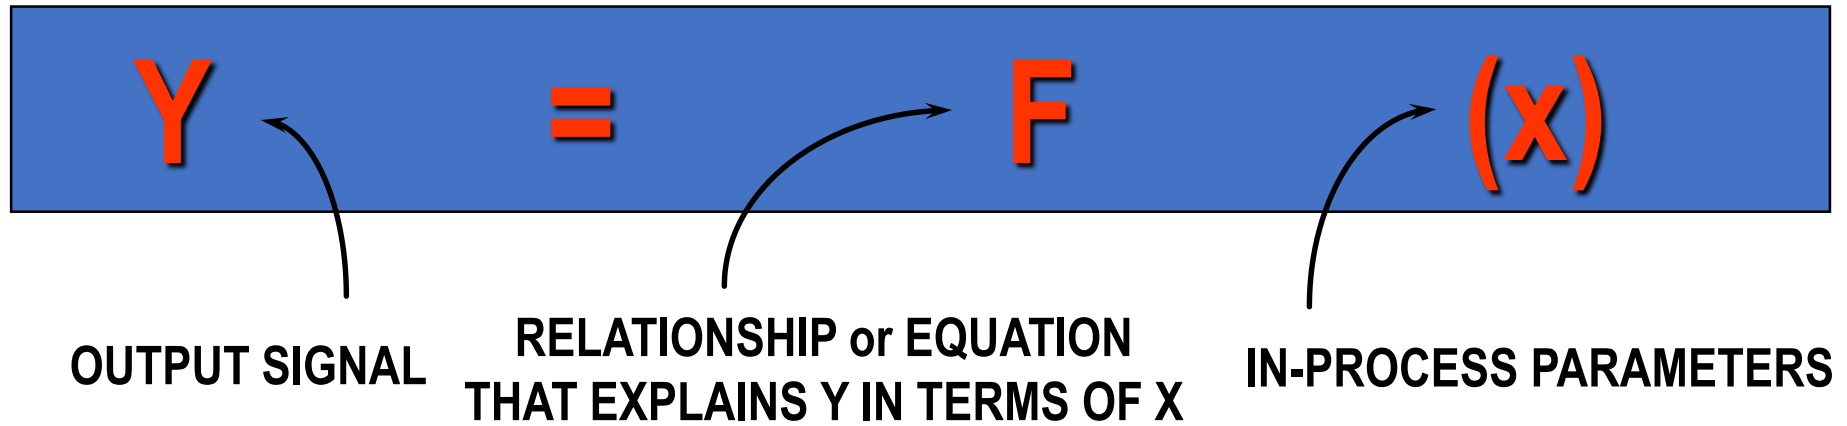 Y = F (x)
OUTPUT SIGNAL
RELATIONSHIP or EQUATION
THAT EXPLAINS Y IN TERMS OF X
IN-PROCESS PARAMETERS